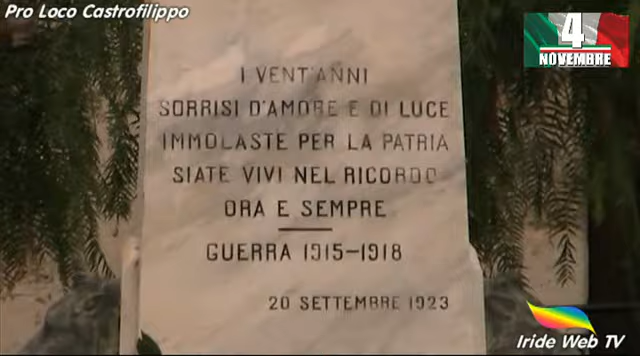 Pro Loco Castrofilippo
4
NOVEMBRE
I VENT'ANNI
SORRISI D'AMORE E DI LUCE
IMMOLASTE PER LA PATRIA
SIATE VIVI NEL RICORDO
ORA E SEMPRE
GUERRA 1915-1918
20 SETTEMBRE 1923
Iride Web TV